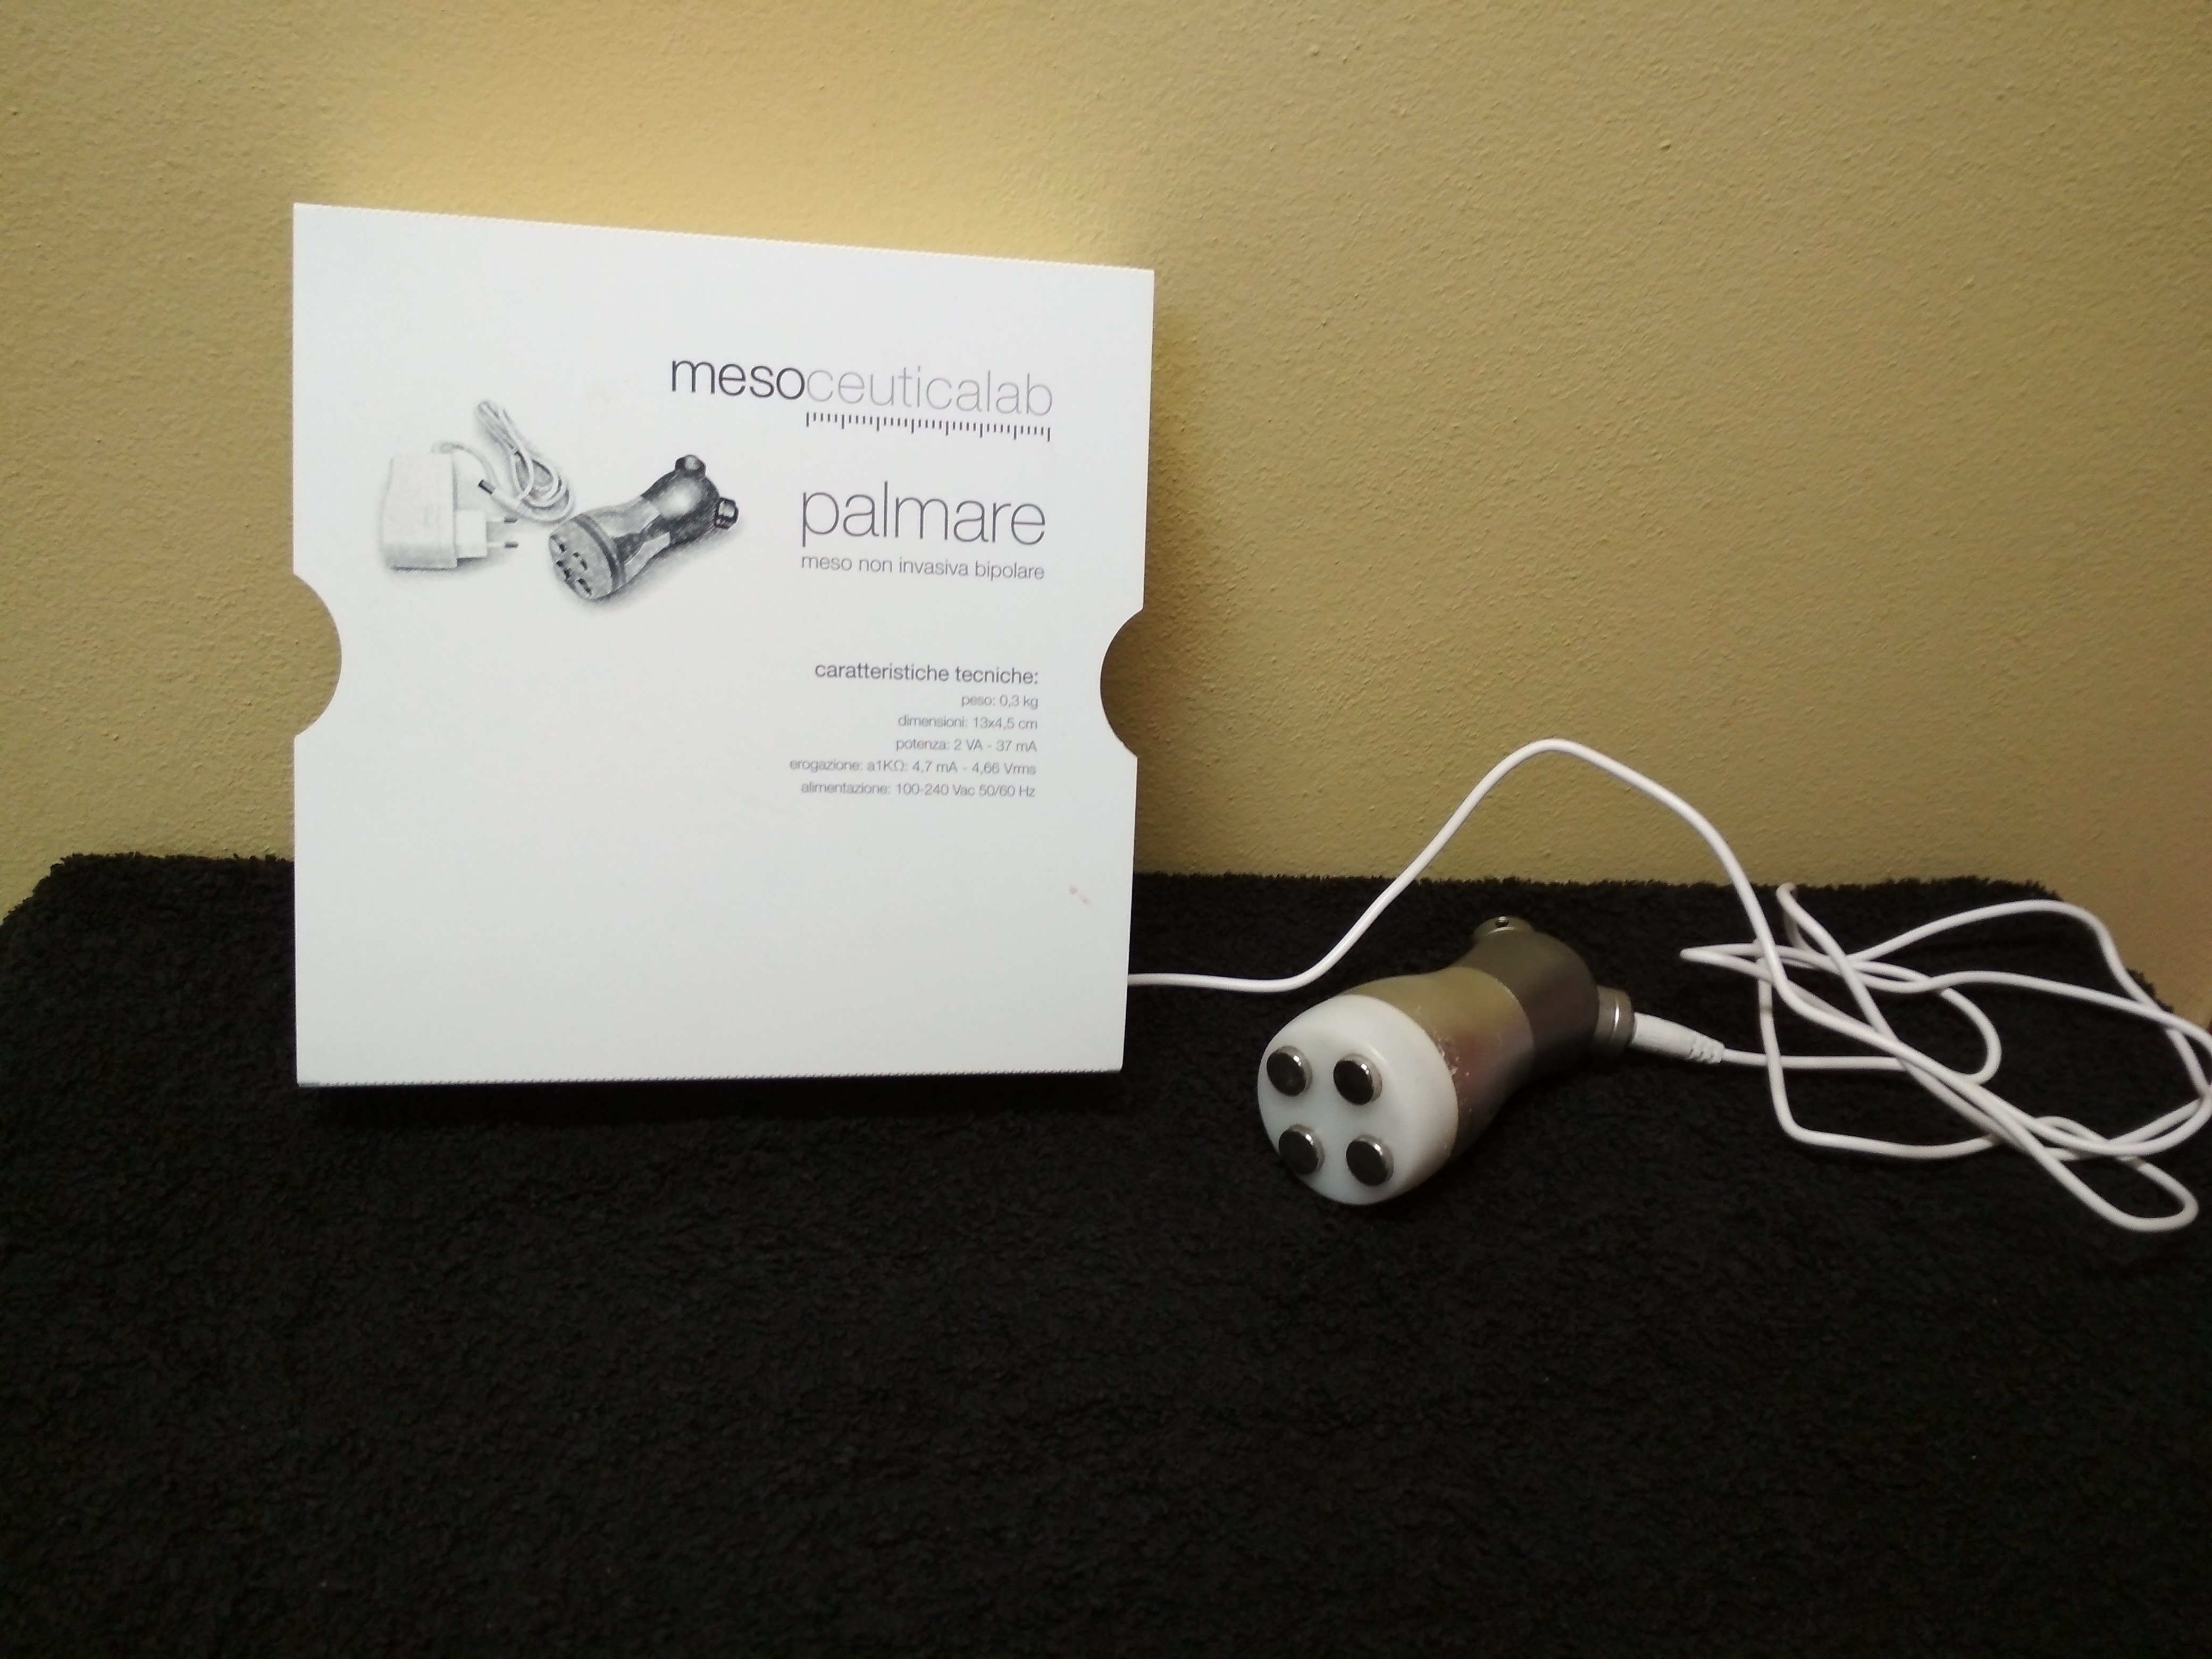 mesoceuticalab
palmare
meso non invasiva bipolare
caratteristiche tecniche:
peso: 0,3 kg
dimensioni: 13x4,5 cm
potenza: 2 VA - 37 mA
erogazione: a1KΩ: 4,7 mA - 4,66 Vrms
alimentazione: 100-240 Vac 50/60 Hz